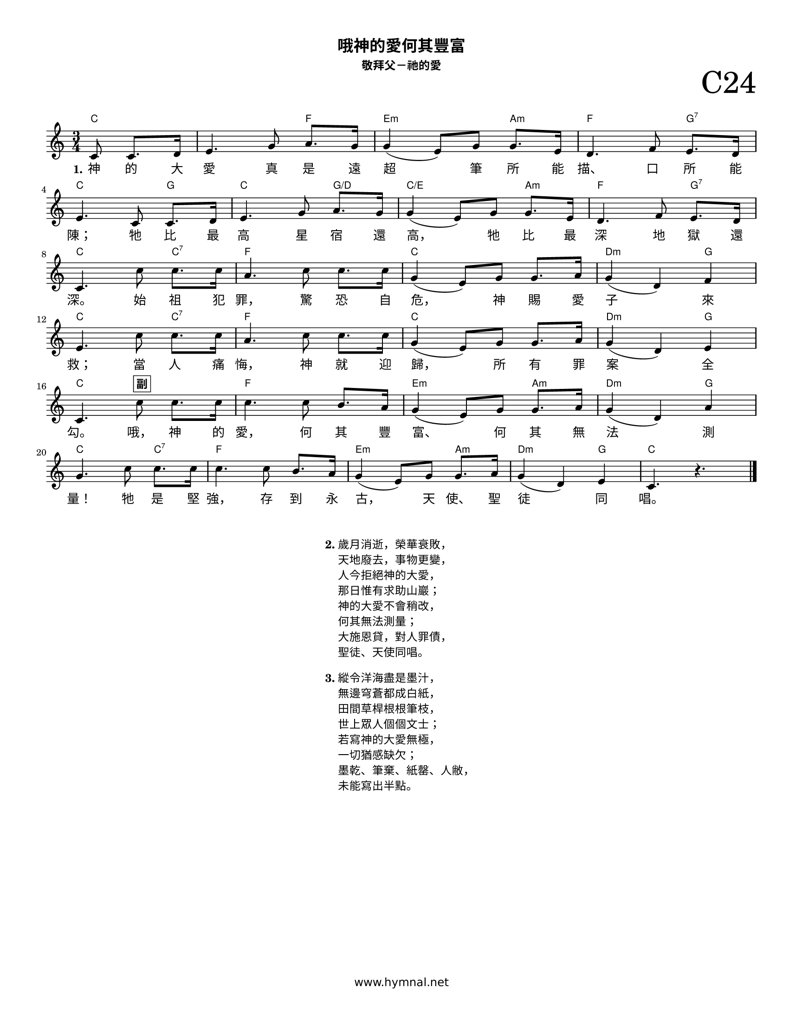 哦神的愛何其豐富
敬拜父－祂的愛
C24
C F Em Am F G7
1. 神 的 大 愛 真 是 遠 超 筆 所 能 描、 口 所 能
4 C G C G/D C/E Am F G7
陳； 牠 比 最 高 星 宿 還 高， 牠 比 最 深 地 獄 還
8 C C7 F C Dm G
深。 始 祖 犯 罪， 驚 恐 自 危， 神 賜 愛 子 來
12 C C7 F C Dm G
救； 當 人 痛 悔， 神 就 迎 歸， 所 有 罪 案 全
16 C 副 F Em Am Dm G
勾。 哦， 神 的 愛， 何 其 豐 富、 何 其 無 法 測
20 C C7 F Em Am Dm G C
量！ 牠 是 堅 強， 存 到 永 古， 天 使、 聖 徒 同 唱。
2. 歲月消逝，榮華衰敗，
天地廢去，事物更變，
人今拒絕神的大愛，
那日惟有求助山巖；
神的大愛不會稍改，
何其無法測量；
大施恩貸，對人罪債，
聖徒、天使同唱。
3. 縱令洋海盡是墨汁，
無邊穹蒼都成白紙，
田間草桿根根筆枝，
世上眾人個個文士；
若寫神的大愛無極，
一切猶感缺欠；
墨乾、筆棄、紙罄、人敝，
未能寫出半點。
www.hymnal.net